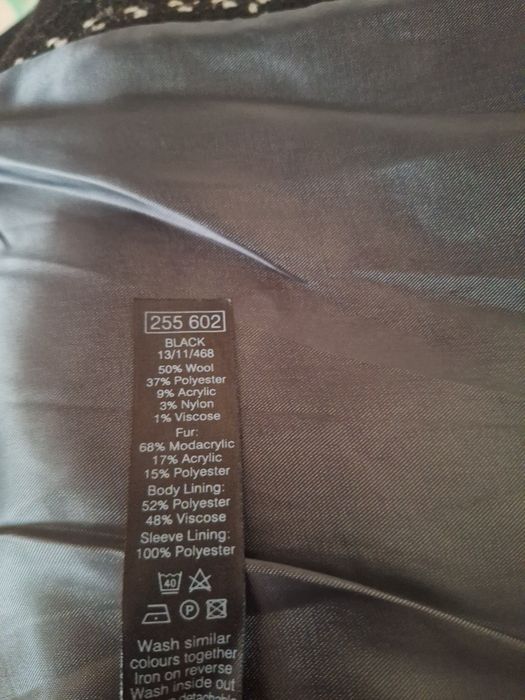 255 602
BLACK
13/11/468
50% Wool
37% Polyester
9% Acrylic
3% Nylon
1% Viscose
Fur:
68% Modacrylic
17% Acrylic
15% Polyester
Body Lining:
52% Polyester
48% Viscose
Sleeve Lining:
100% Polyester
40
P
Wash similar
colours together
Iron on reverse
Wash inside out
detachable